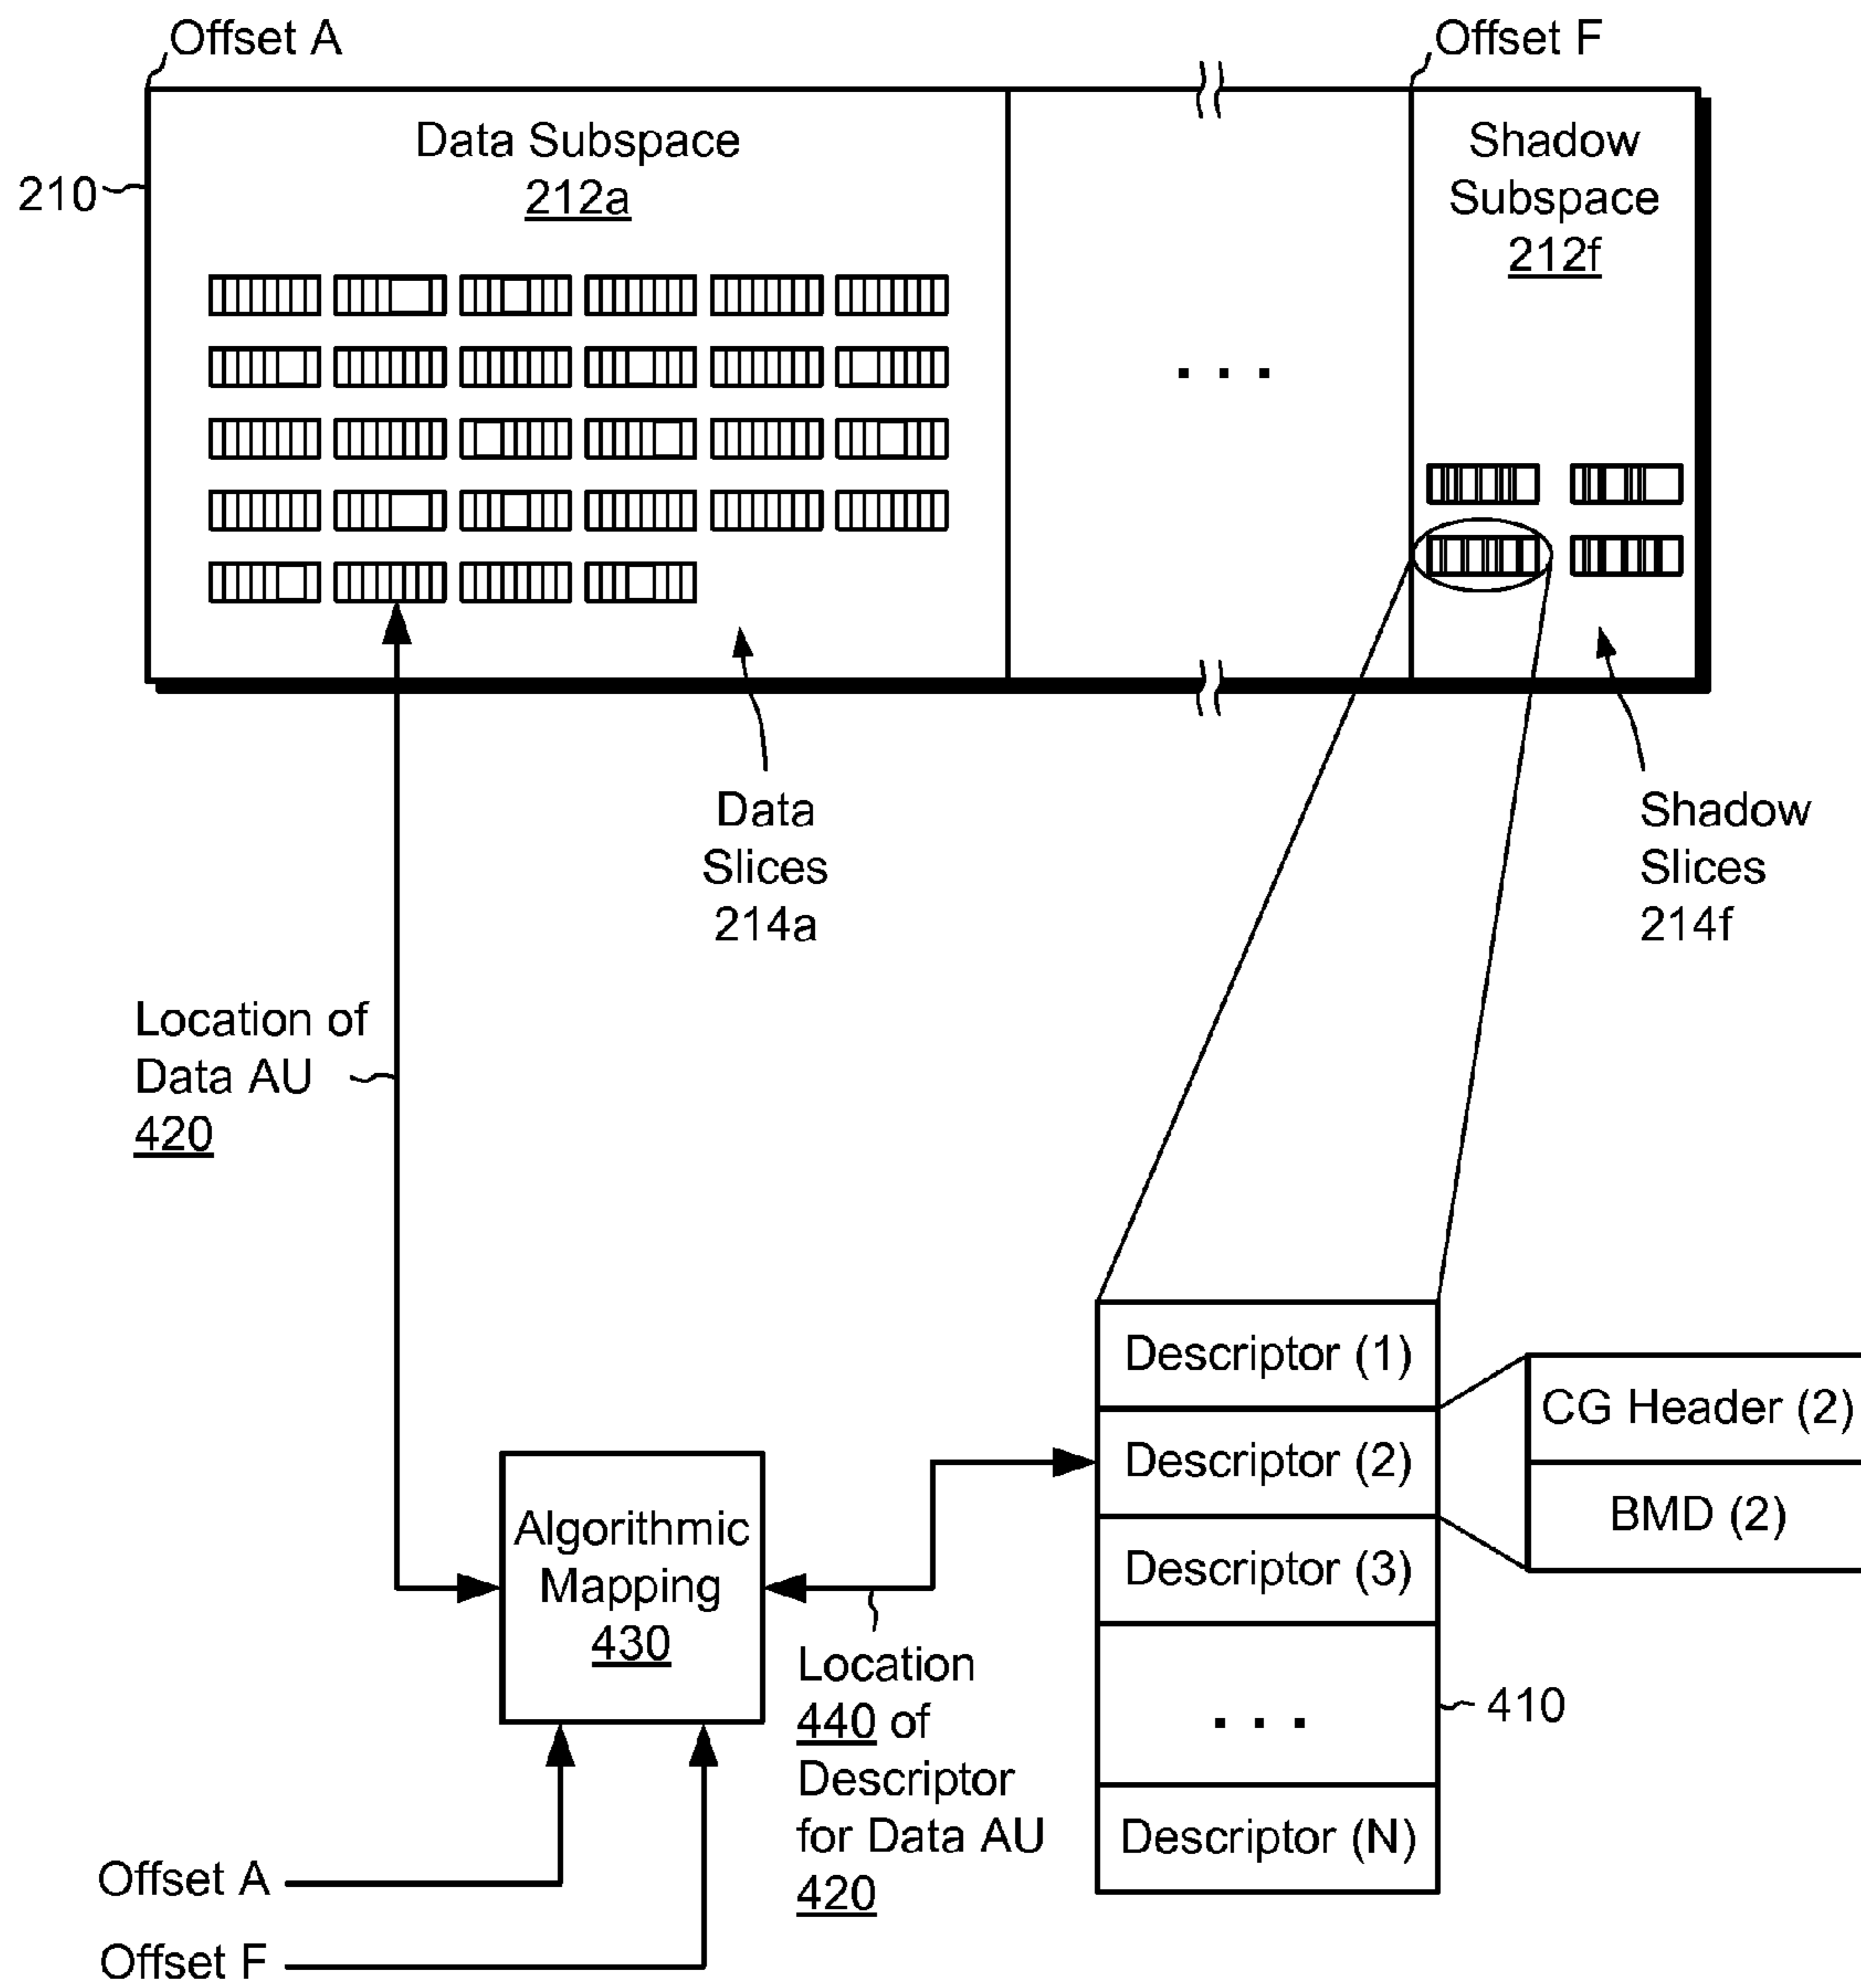 Offset A
Offset F
210
Data Subspace
212a
Shadow
Subspace
212f
. . .
Data
Slices
214a
Shadow
Slices
214f
Location of
Data AU
420
Algorithmic
Mapping
430
Location
440 of
Descriptor
for Data AU
420
Descriptor (1)
Descriptor (2)
Descriptor (3)
. . .
Descriptor (N)
CG Header (2)
BMD (2)
410
Offset A
Offset F